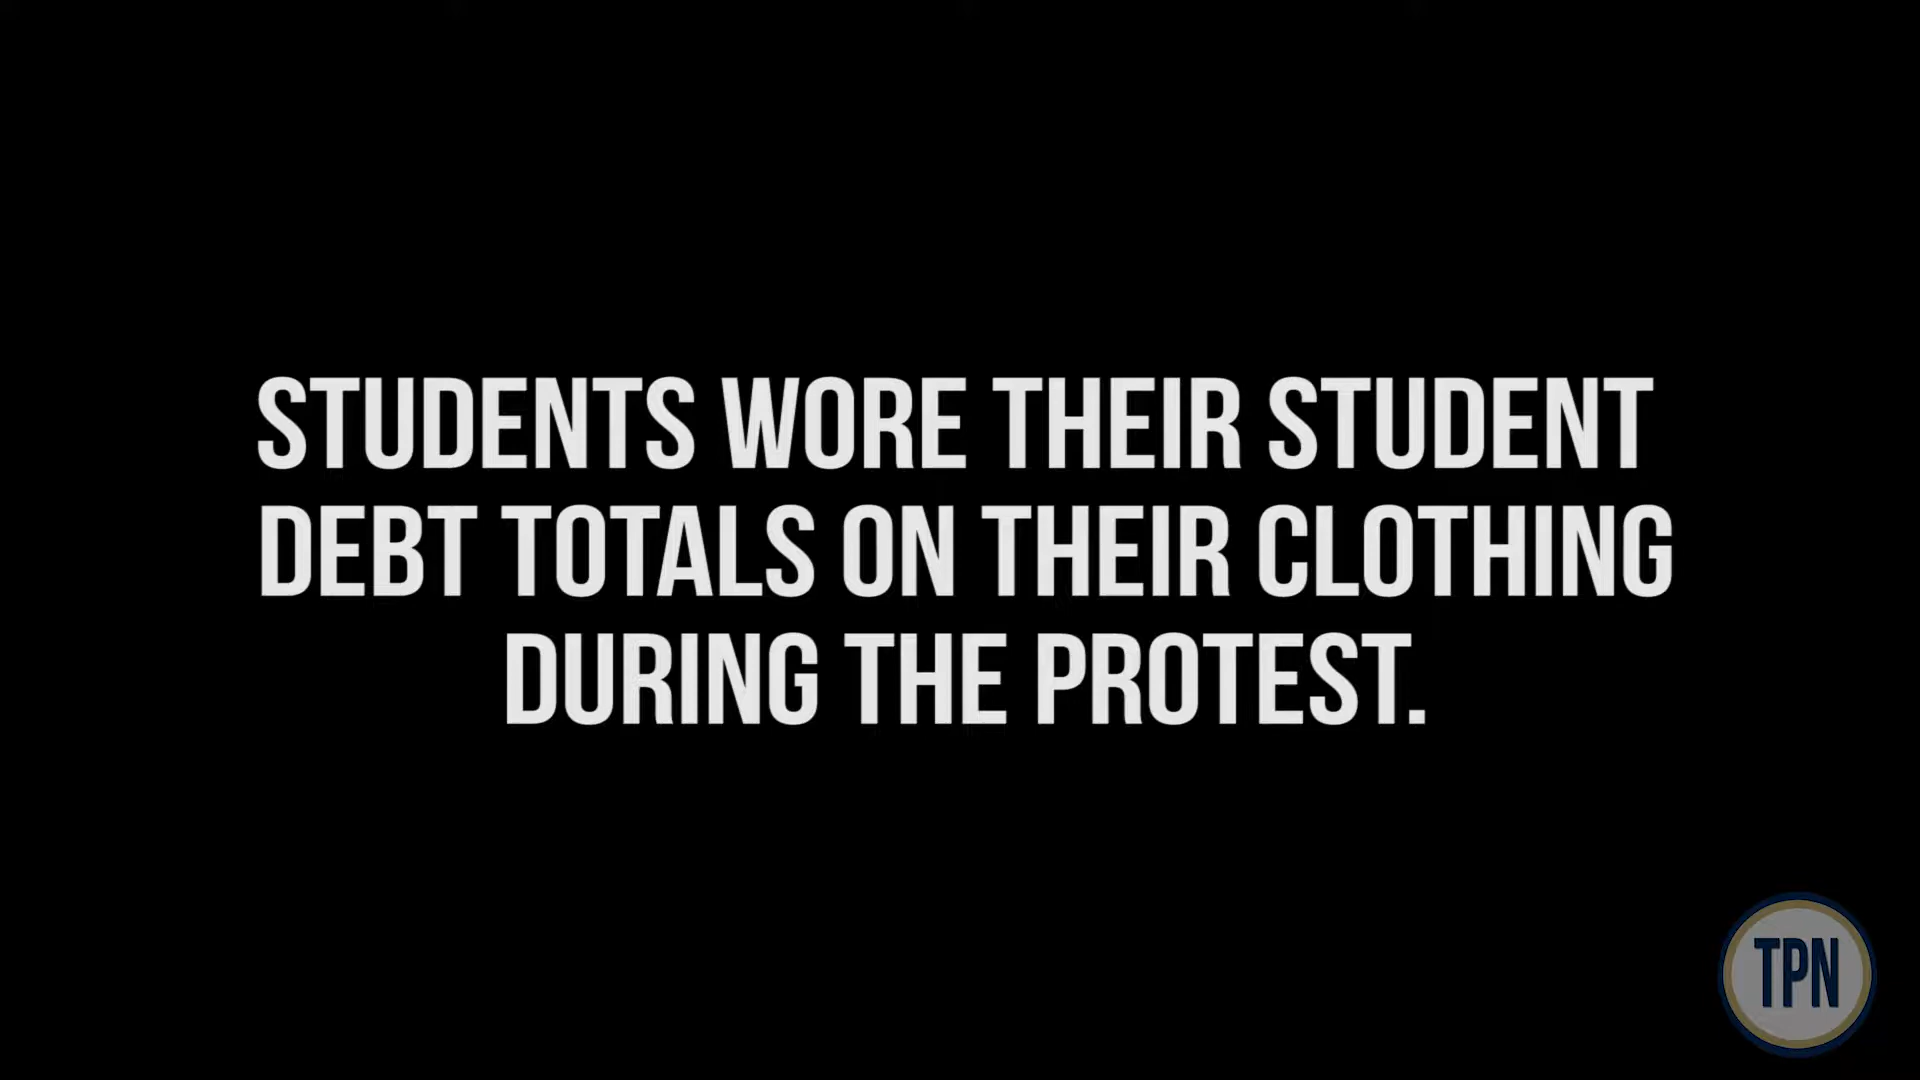 STUDENTS WORE THEIR STUDENT
DEBT TOTALS ON THEIR CLOTHING
DURING THE PROTEST.
TPN